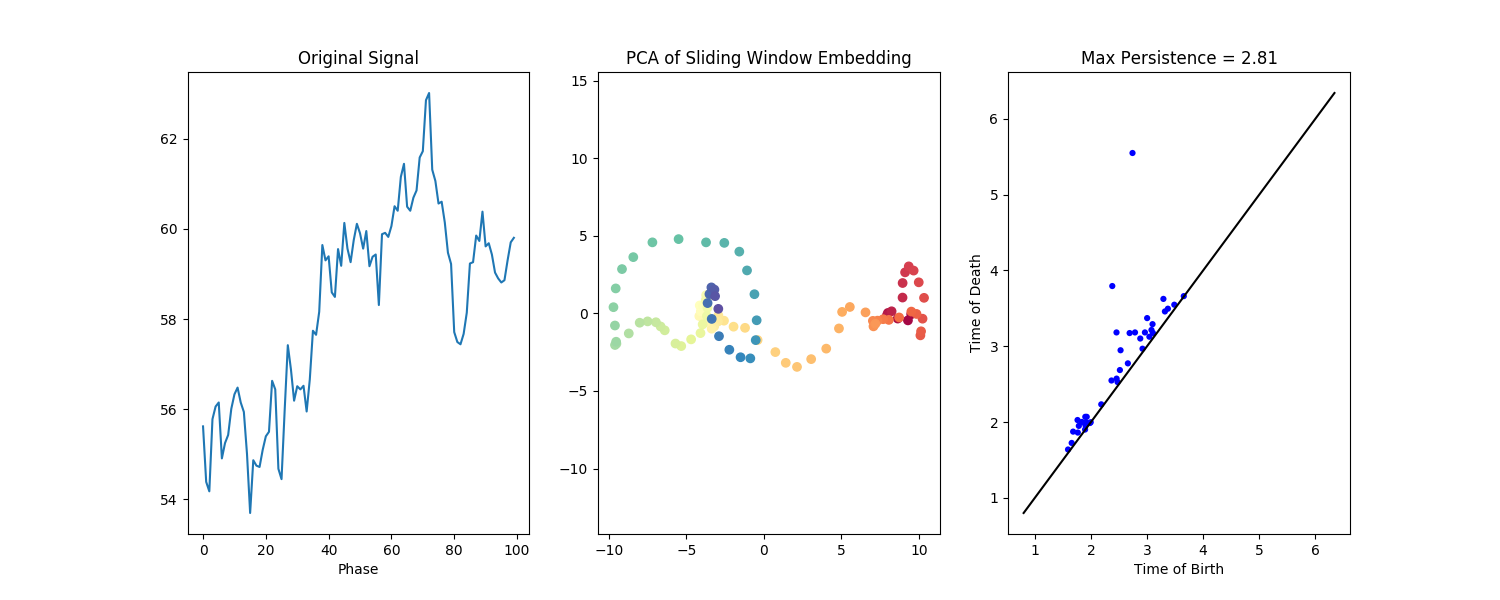 Original Signal
62
60
58
56
54
0 20 40 60 80 100
Phase
PCA of Sliding Window Embedding
15
10
5
0
−5
−10
−10 −5 0 5 10
Max Persistence = 2.81
Time of Death
6
5
4
3
2
1
1 2 3 4 5 6
Time of Birth